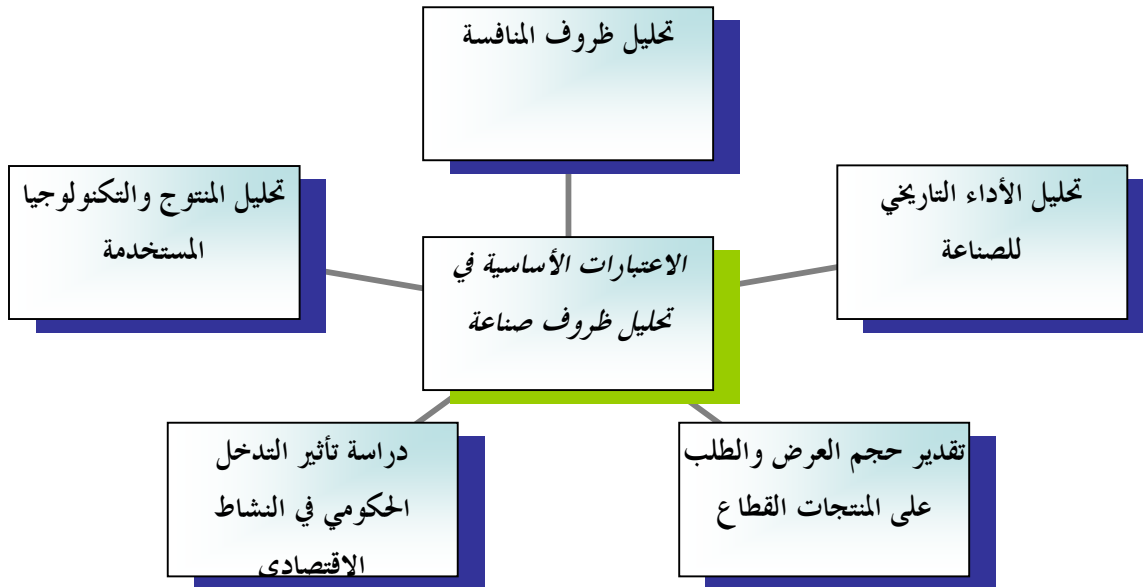 تحليل ظروف المنافسة
تحليل الأداء التاريخي
للصناعة
تحليل المنتوج والتكنولوجيا
المستخدمة
الاعتبارات الأساسية في
تحليل ظروف صناعة
تقدير حجم العرض والطلب
على المنتجات القطاع
دراسة تأثير التدخل
الحكومي في النشاط
الاقتصادي